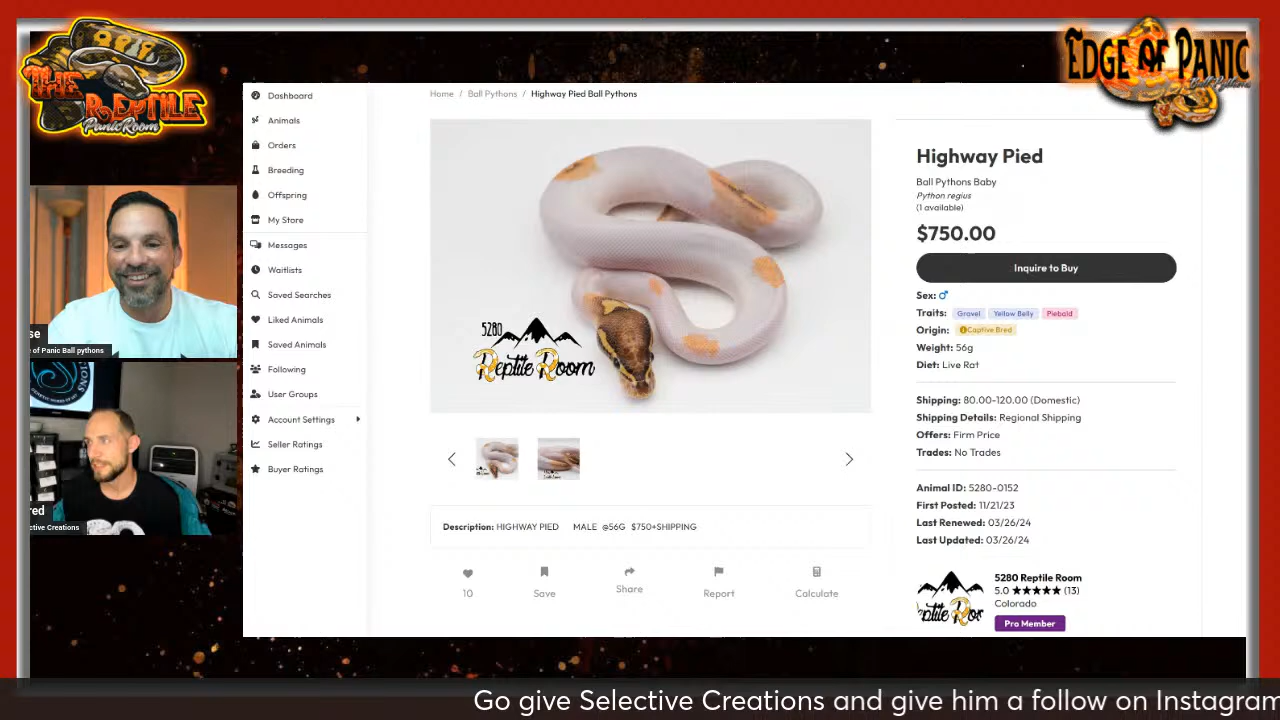 THE
REPTILE
Panic Room
EDGE OF PANIC
Ball Pythons
Dashboard
Animals
Orders
Breeding
Offspring
My Store
Messages
Waitlists
Saved Searches
Liked Animals
Saved Animals
Following
User Groups
Account Settings
Seller Ratings
Buyer Ratings
Home / Ball Pythons / Highway Pied Ball Pythons
5280
Reptile Room
Description: HIGHWAY PIED MALE @56G $750+SHIPPING
10
Save
Share
Report
Calculate
Highway Pied
Ball Pythons Baby
Python regius
(1 available)
$750.00
Inquire to Buy
Sex: ♂
Traits: Gravel Yellow Belly Piebald
Origin: Captive Bred
Weight: 56g
Diet: Live Rat
Shipping: 80.00-120.00 (Domestic)
Shipping Details: Regional Shipping
Offers: Firm Price
Trades: No Trades
Animal ID: 5280-0152
First Posted: 11/21/23
Last Renewed: 03/26/24
Last Updated: 03/26/24
5280 Reptile Room
5.0 ★★★★★ (13)
Colorado
Pro Member
se
e of Panic Ball pythons
red
ctive Creations
Go give Selective Creations and give him a follow on Instagram